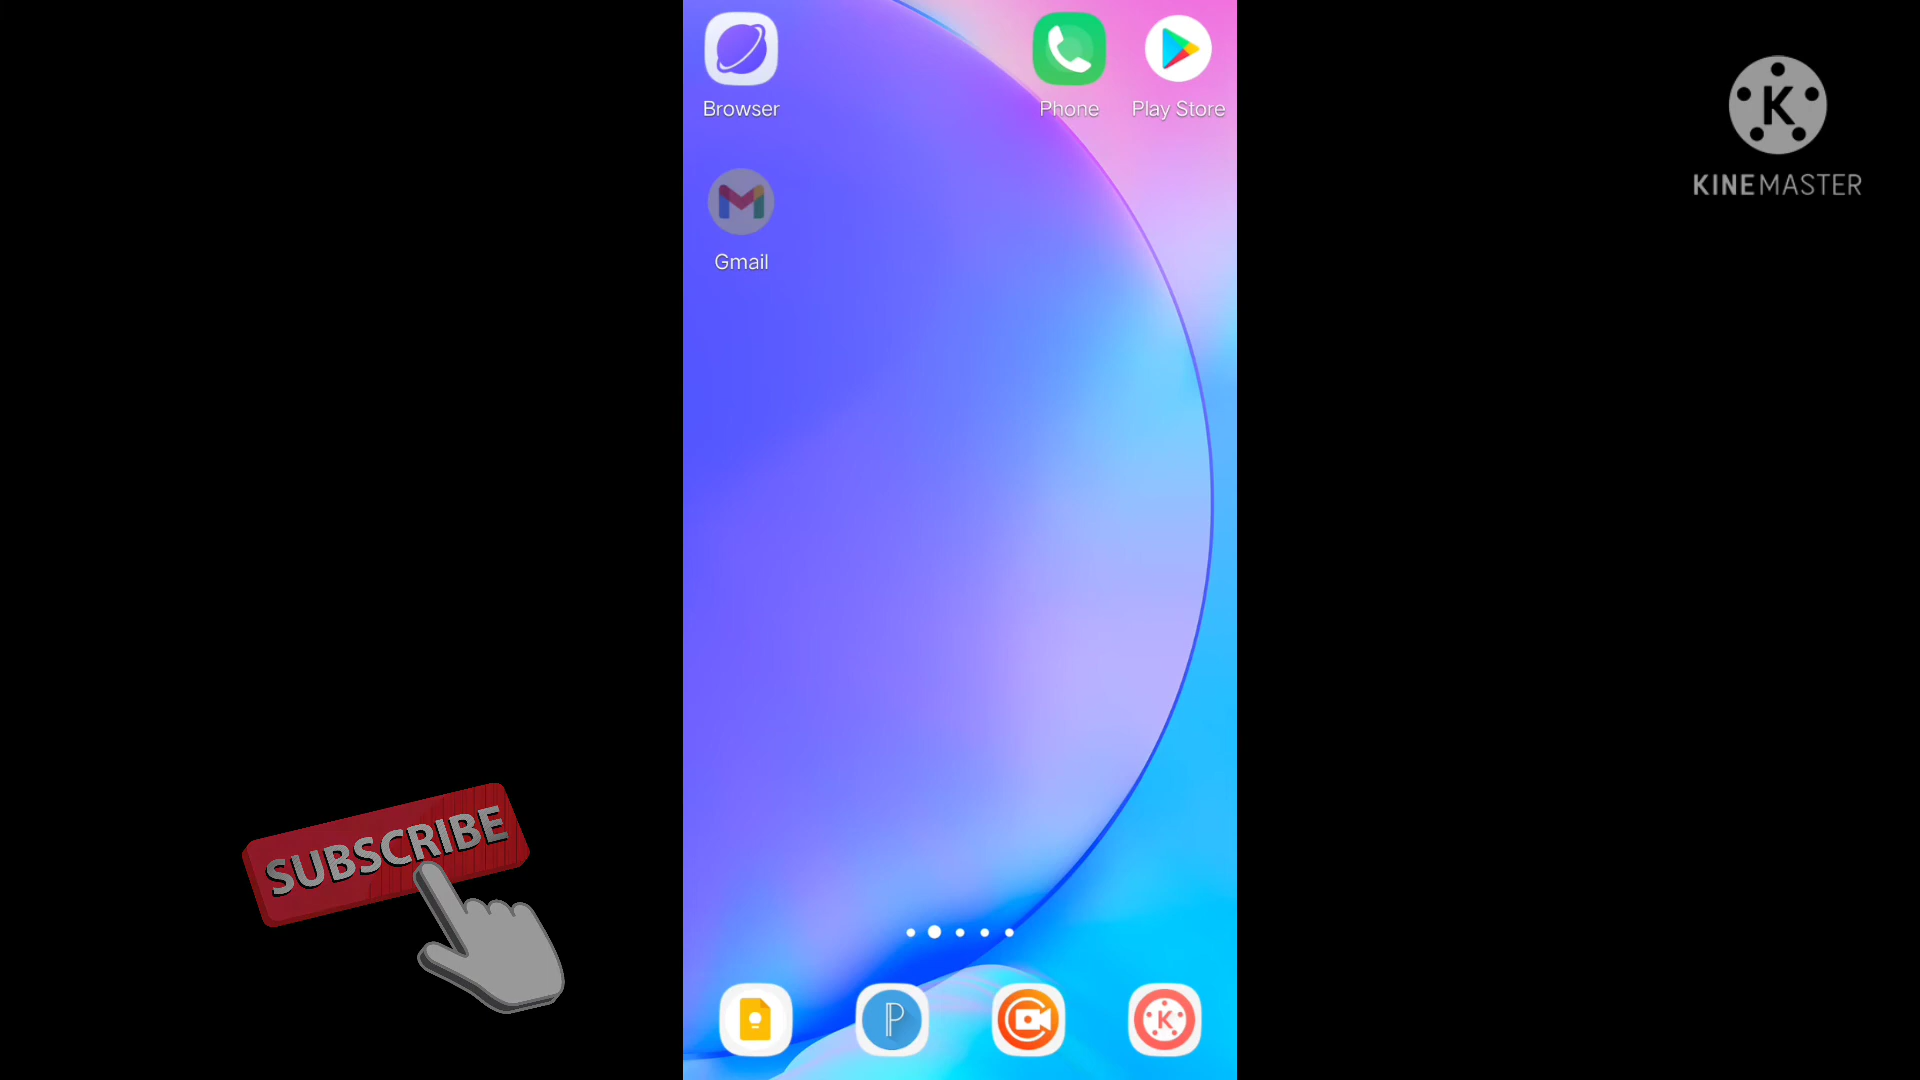 Browser
Phone
Play Store
Gmail
K
KINEMASTER
SUBSCRIBE
P
K